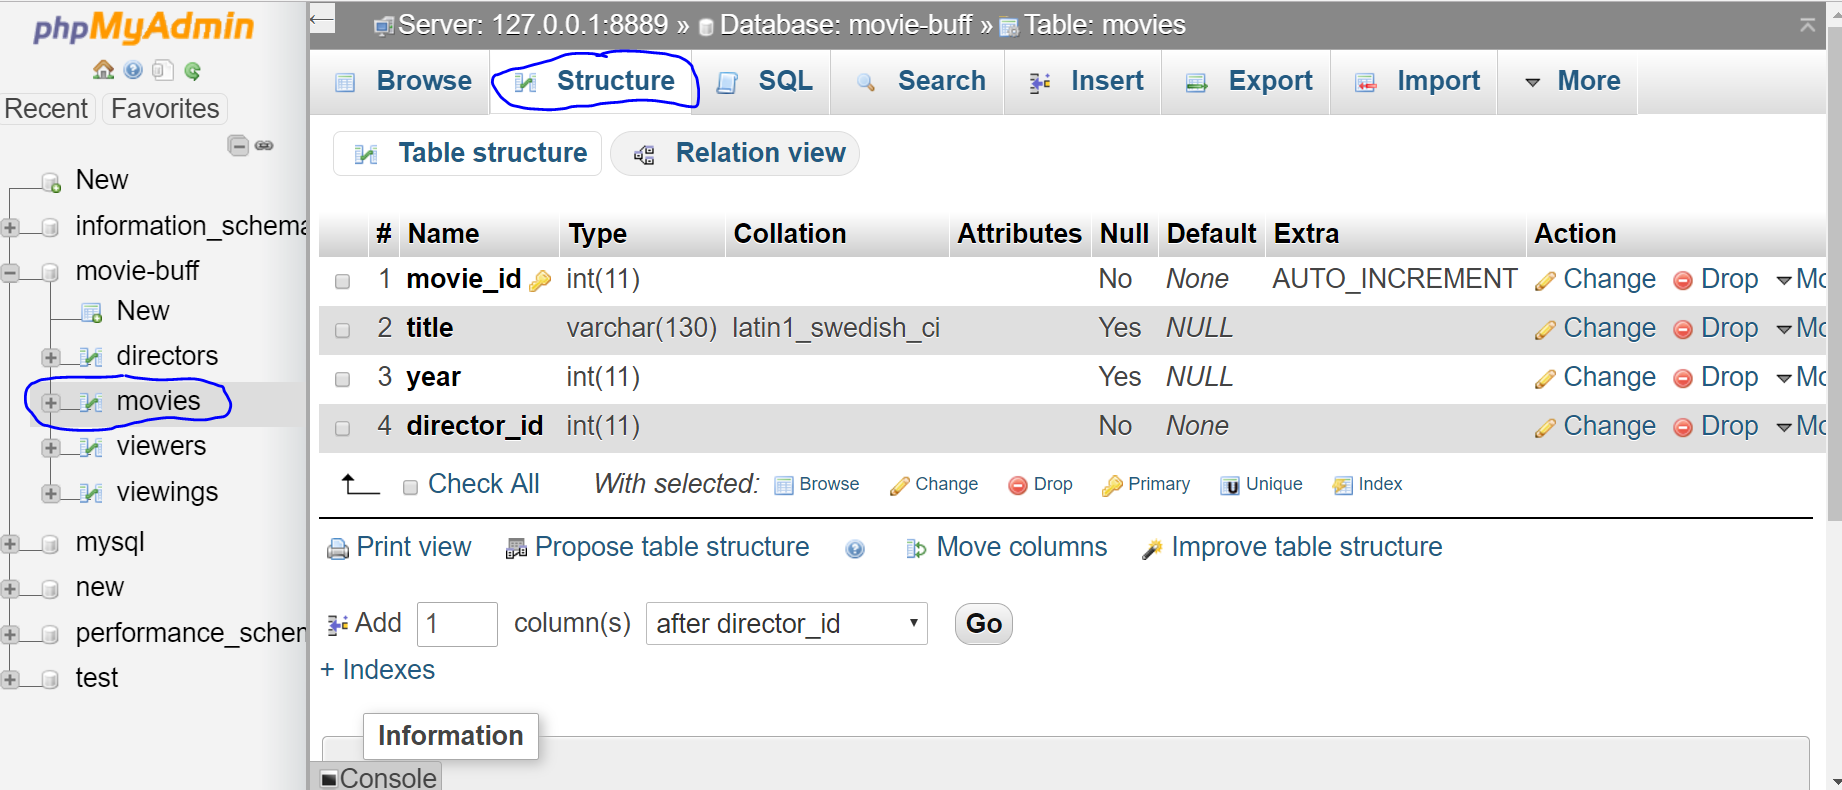 phpMyAdmin
Recent Favorites
New
information_schema
movie-buff
New
directors
movies
viewers
viewings
mysql
new
performance_schem
test
Server: 127.0.0.1:8889 » Database: movie-buff » Table: movies
Browse Structure SQL Search Insert Export Import More
Table structure Relation view
# Name Type Collation Attributes Null Default Extra Action
1 movie_id int(11) No None AUTO_INCREMENT Change Drop Mo
2 title varchar(130) latin1_swedish_ci Yes NULL Change Drop Mo
3 year int(11) Yes NULL Change Drop Mo
4 director_id int(11) No None Change Drop Mo
Check All With selected: Browse Change Drop Primary Unique Index
Print view Propose table structure Move columns Improve table structure
Add 1 column(s) after director_id Go
+ Indexes
Information
Console